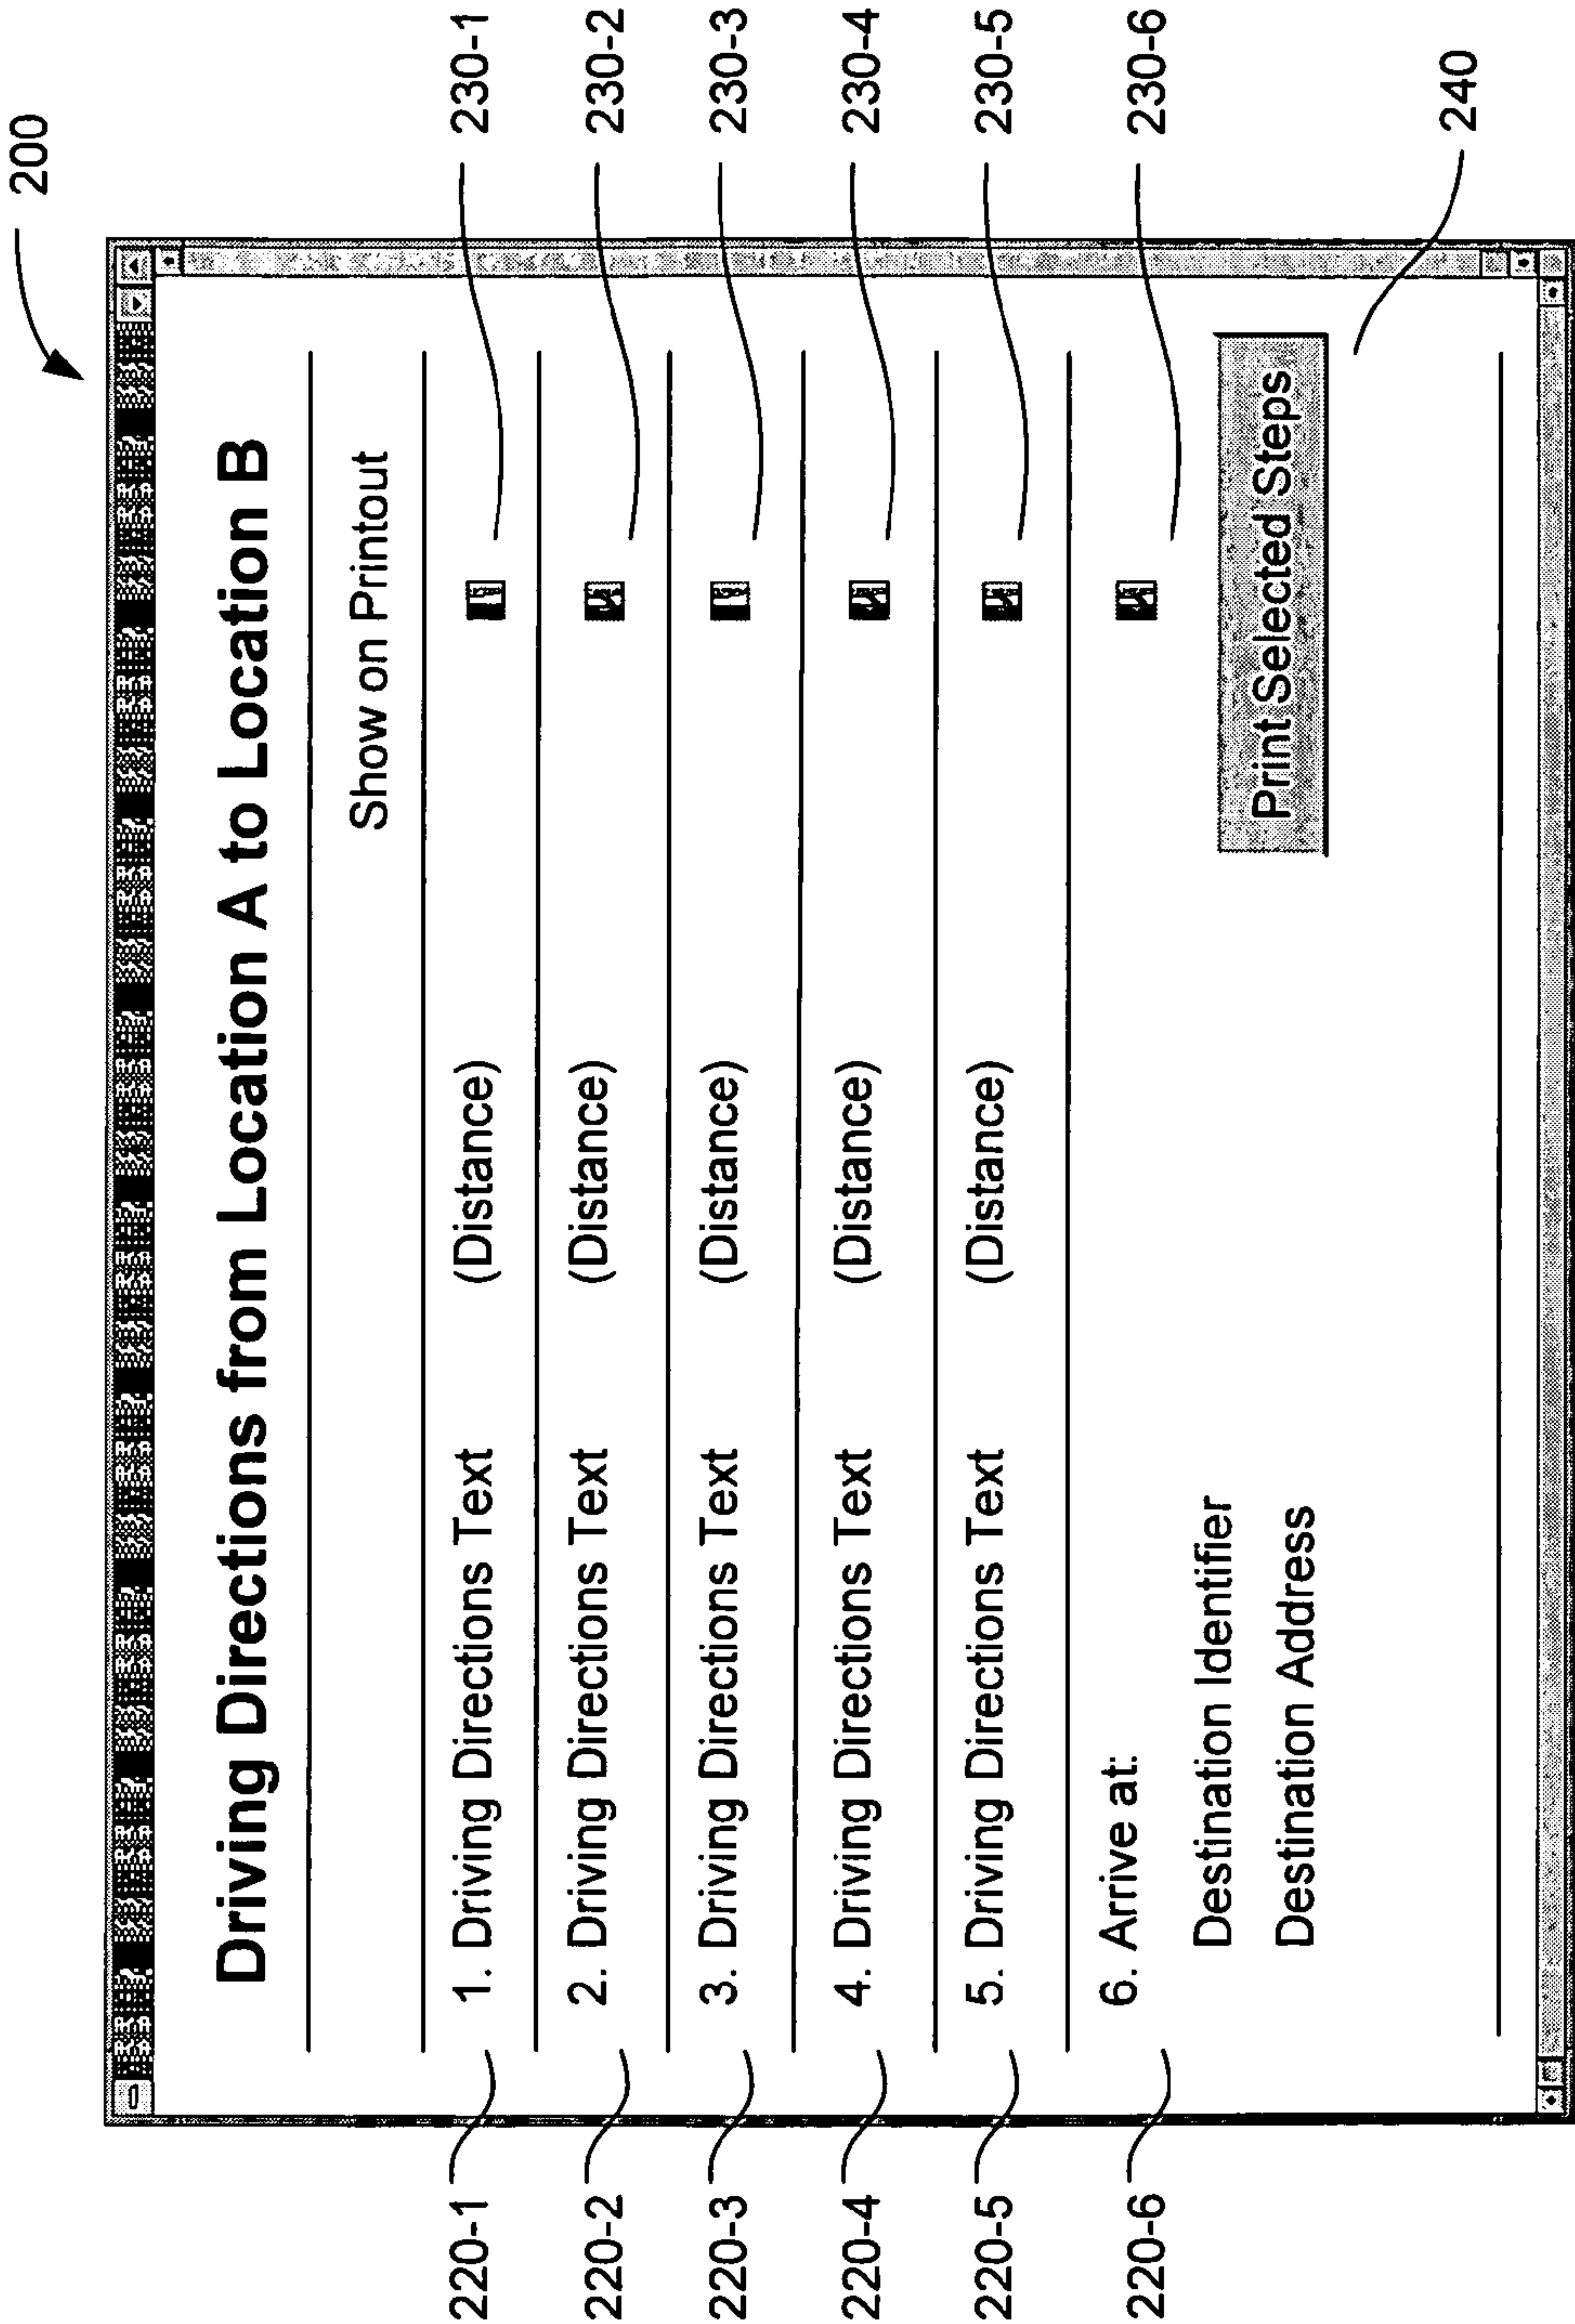 200
Driving Directions from Location A to Location B
Show on Printout
220-1 1. Driving Directions Text (Distance) 230-1
220-2 2. Driving Directions Text (Distance) 230-2
220-3 3. Driving Directions Text (Distance) 230-3
220-4 4. Driving Directions Text (Distance) 230-4
220-5 5. Driving Directions Text (Distance) 230-5
220-6 6. Arrive at: 230-6
Destination Identifier
Destination Address
Print Selected Steps
240